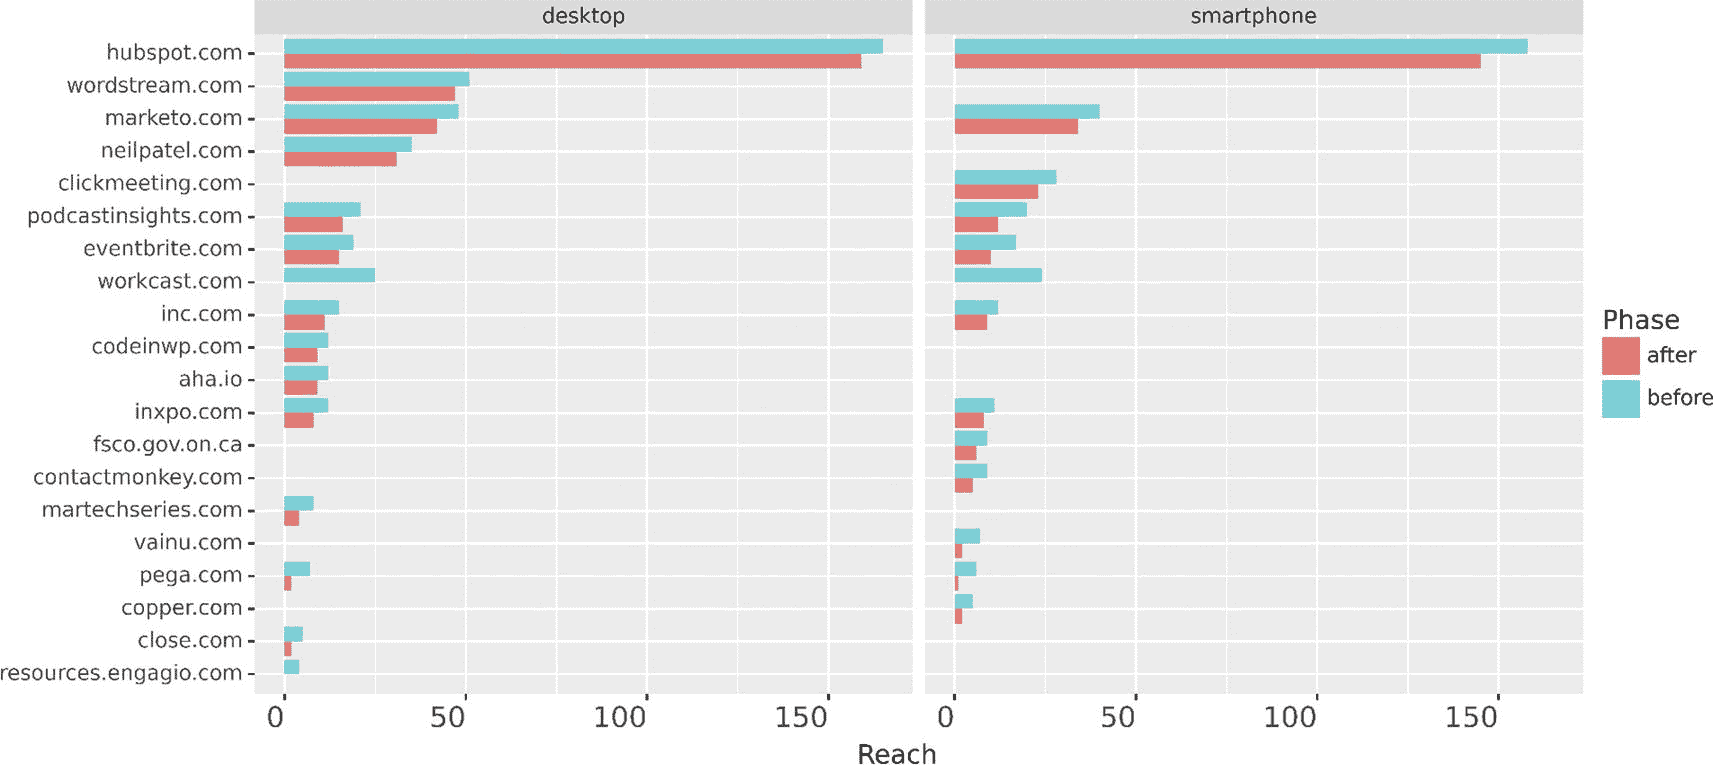 desktop
smartphone
hubspot.com
wordstream.com
marketo.com
neilpatel.com
clickmeeting.com
podcastinsights.com
eventbrite.com
workcast.com
inc.com
codeinwp.com
aha.io
inxpo.com
fsco.gov.on.ca
contactmonkey.com
martechseries.com
vainu.com
pega.com
copper.com
close.com
resources.engagio.com
0 50 100 150
0 50 100 150
Reach
Phase
after
before